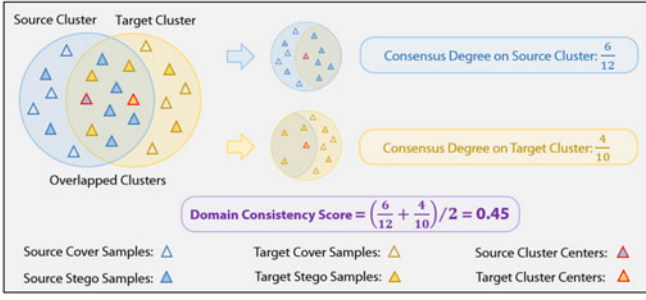 Source Cluster Target Cluster
Consensus Degree on Source Cluster: 6/12
Consensus Degree on Target Cluster: 4/10
Overlapped Clusters
Domain Consistency Score = (6/12 + 4/10)/2 = 0.45
Source Cover Samples: Target Cover Samples: Source Cluster Centers:
Source Stego Samples: Target Stego Samples: Target Cluster Centers: